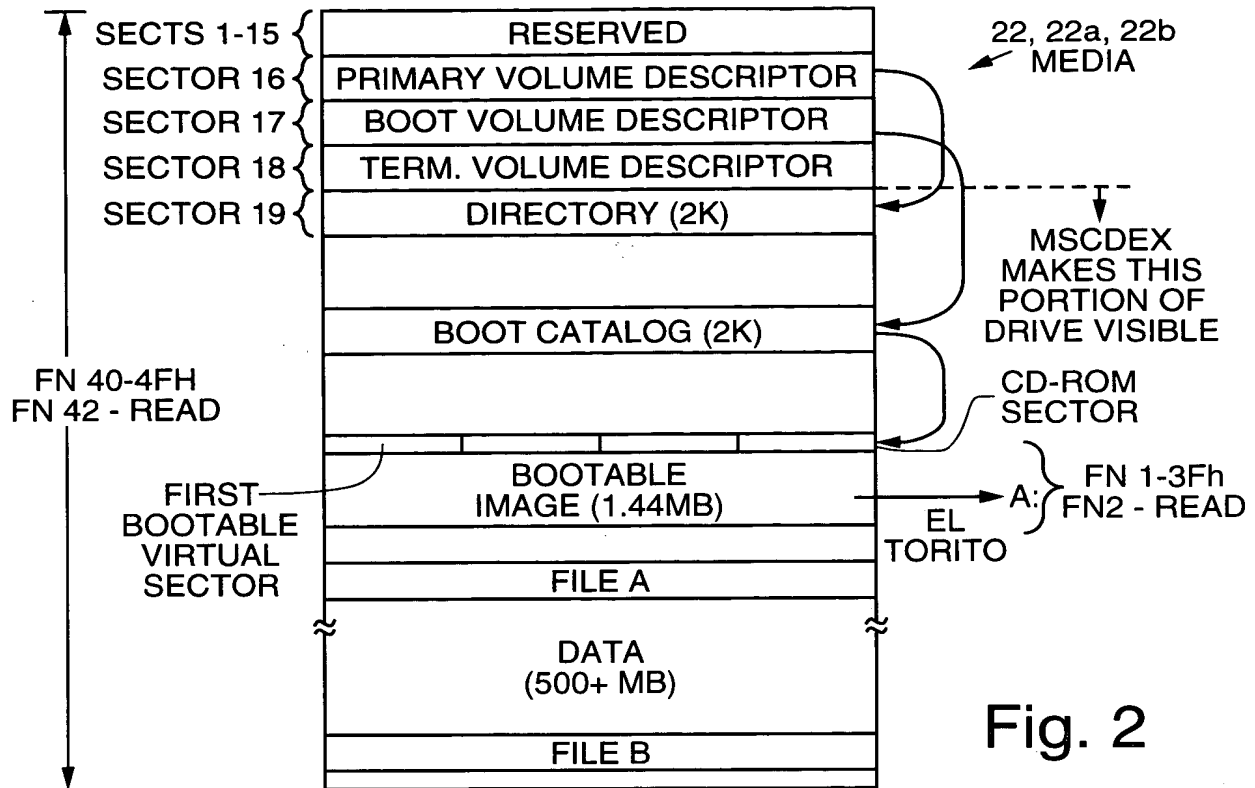 SECTS 1-15
RESERVED
22, 22a, 22b
MEDIA
SECTOR 16
PRIMARY VOLUME DESCRIPTOR
SECTOR 17
BOOT VOLUME DESCRIPTOR
SECTOR 18
TERM. VOLUME DESCRIPTOR
SECTOR 19
DIRECTORY (2K)
MSCDEX
MAKES THIS
PORTION OF
DRIVE VISIBLE
BOOT CATALOG (2K)
FN 40-4FH
FN 42 - READ
CD-ROM
SECTOR
FIRST
BOOTABLE
VIRTUAL
SECTOR
BOOTABLE
IMAGE (1.44MB)
A:
FN 1-3Fh
FN2 - READ
EL
TORITO
FILE A
DATA
(500+ MB)
FILE B
Fig. 2